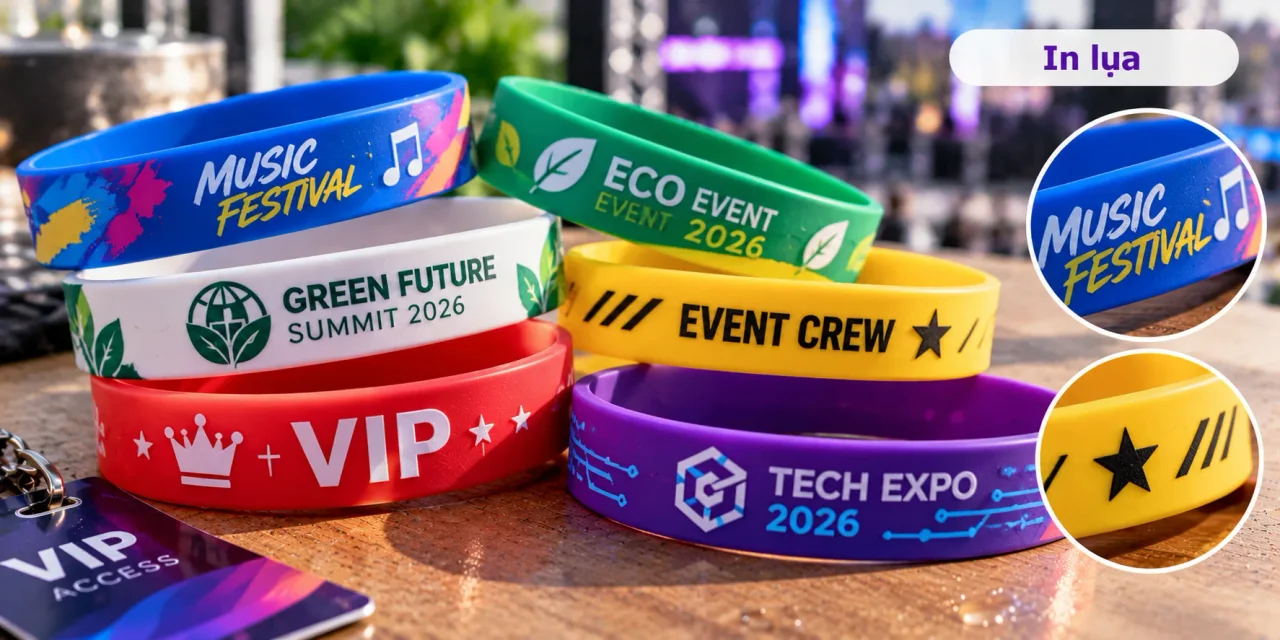 In lụa
MUSIC
FESTIVAL
ECO EVENT
EVENT 2026
GREEN FUTURE
SUMMIT 2026
EVENT CREW
VIP
TECH EXPO
2026
VIP
ACCESS
MUSIC
FESTIVAL